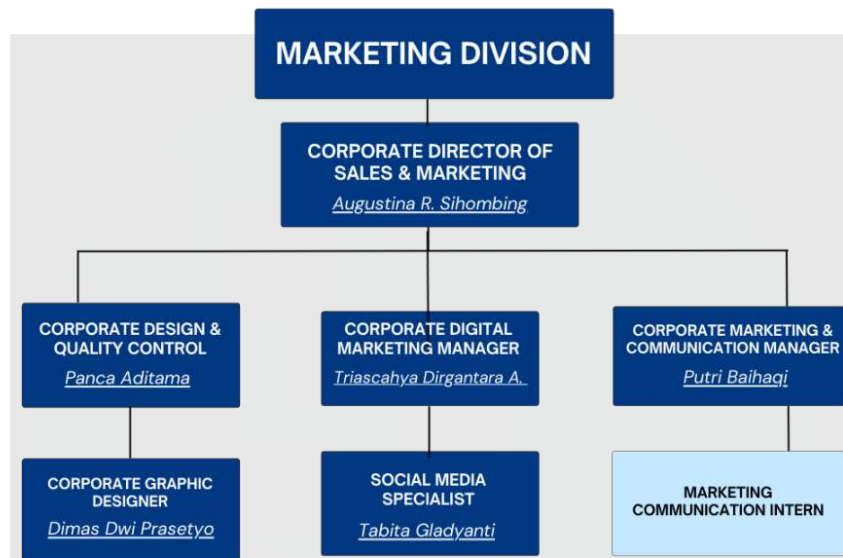 MARKETING DIVISION
CORPORATE DIRECTOR OF
SALES & MARKETING
Augustina R. Sihombing
CORPORATE DESIGN &
QUALITY CONTROL
Panca Aditama
CORPORATE DIGITAL
MARKETING MANAGER
Triascahya Dirgantara A.
CORPORATE MARKETING &
COMMUNICATION MANAGER
Putri Baihaqi
CORPORATE GRAPHIC
DESIGNER
Dimas Dwi Prasetyo
SOCIAL MEDIA
SPECIALIST
Tabita Gladyanti
MARKETING
COMMUNICATION INTERN